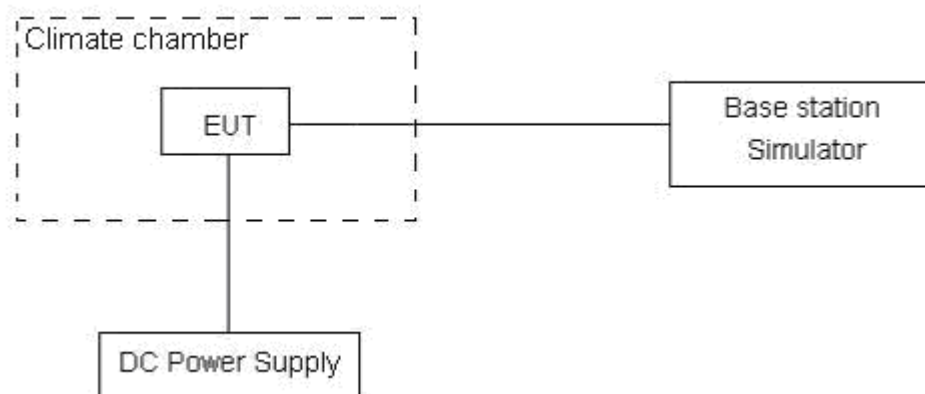 Climate chamber
EUT
Base station
Simulator
DC Power Supply